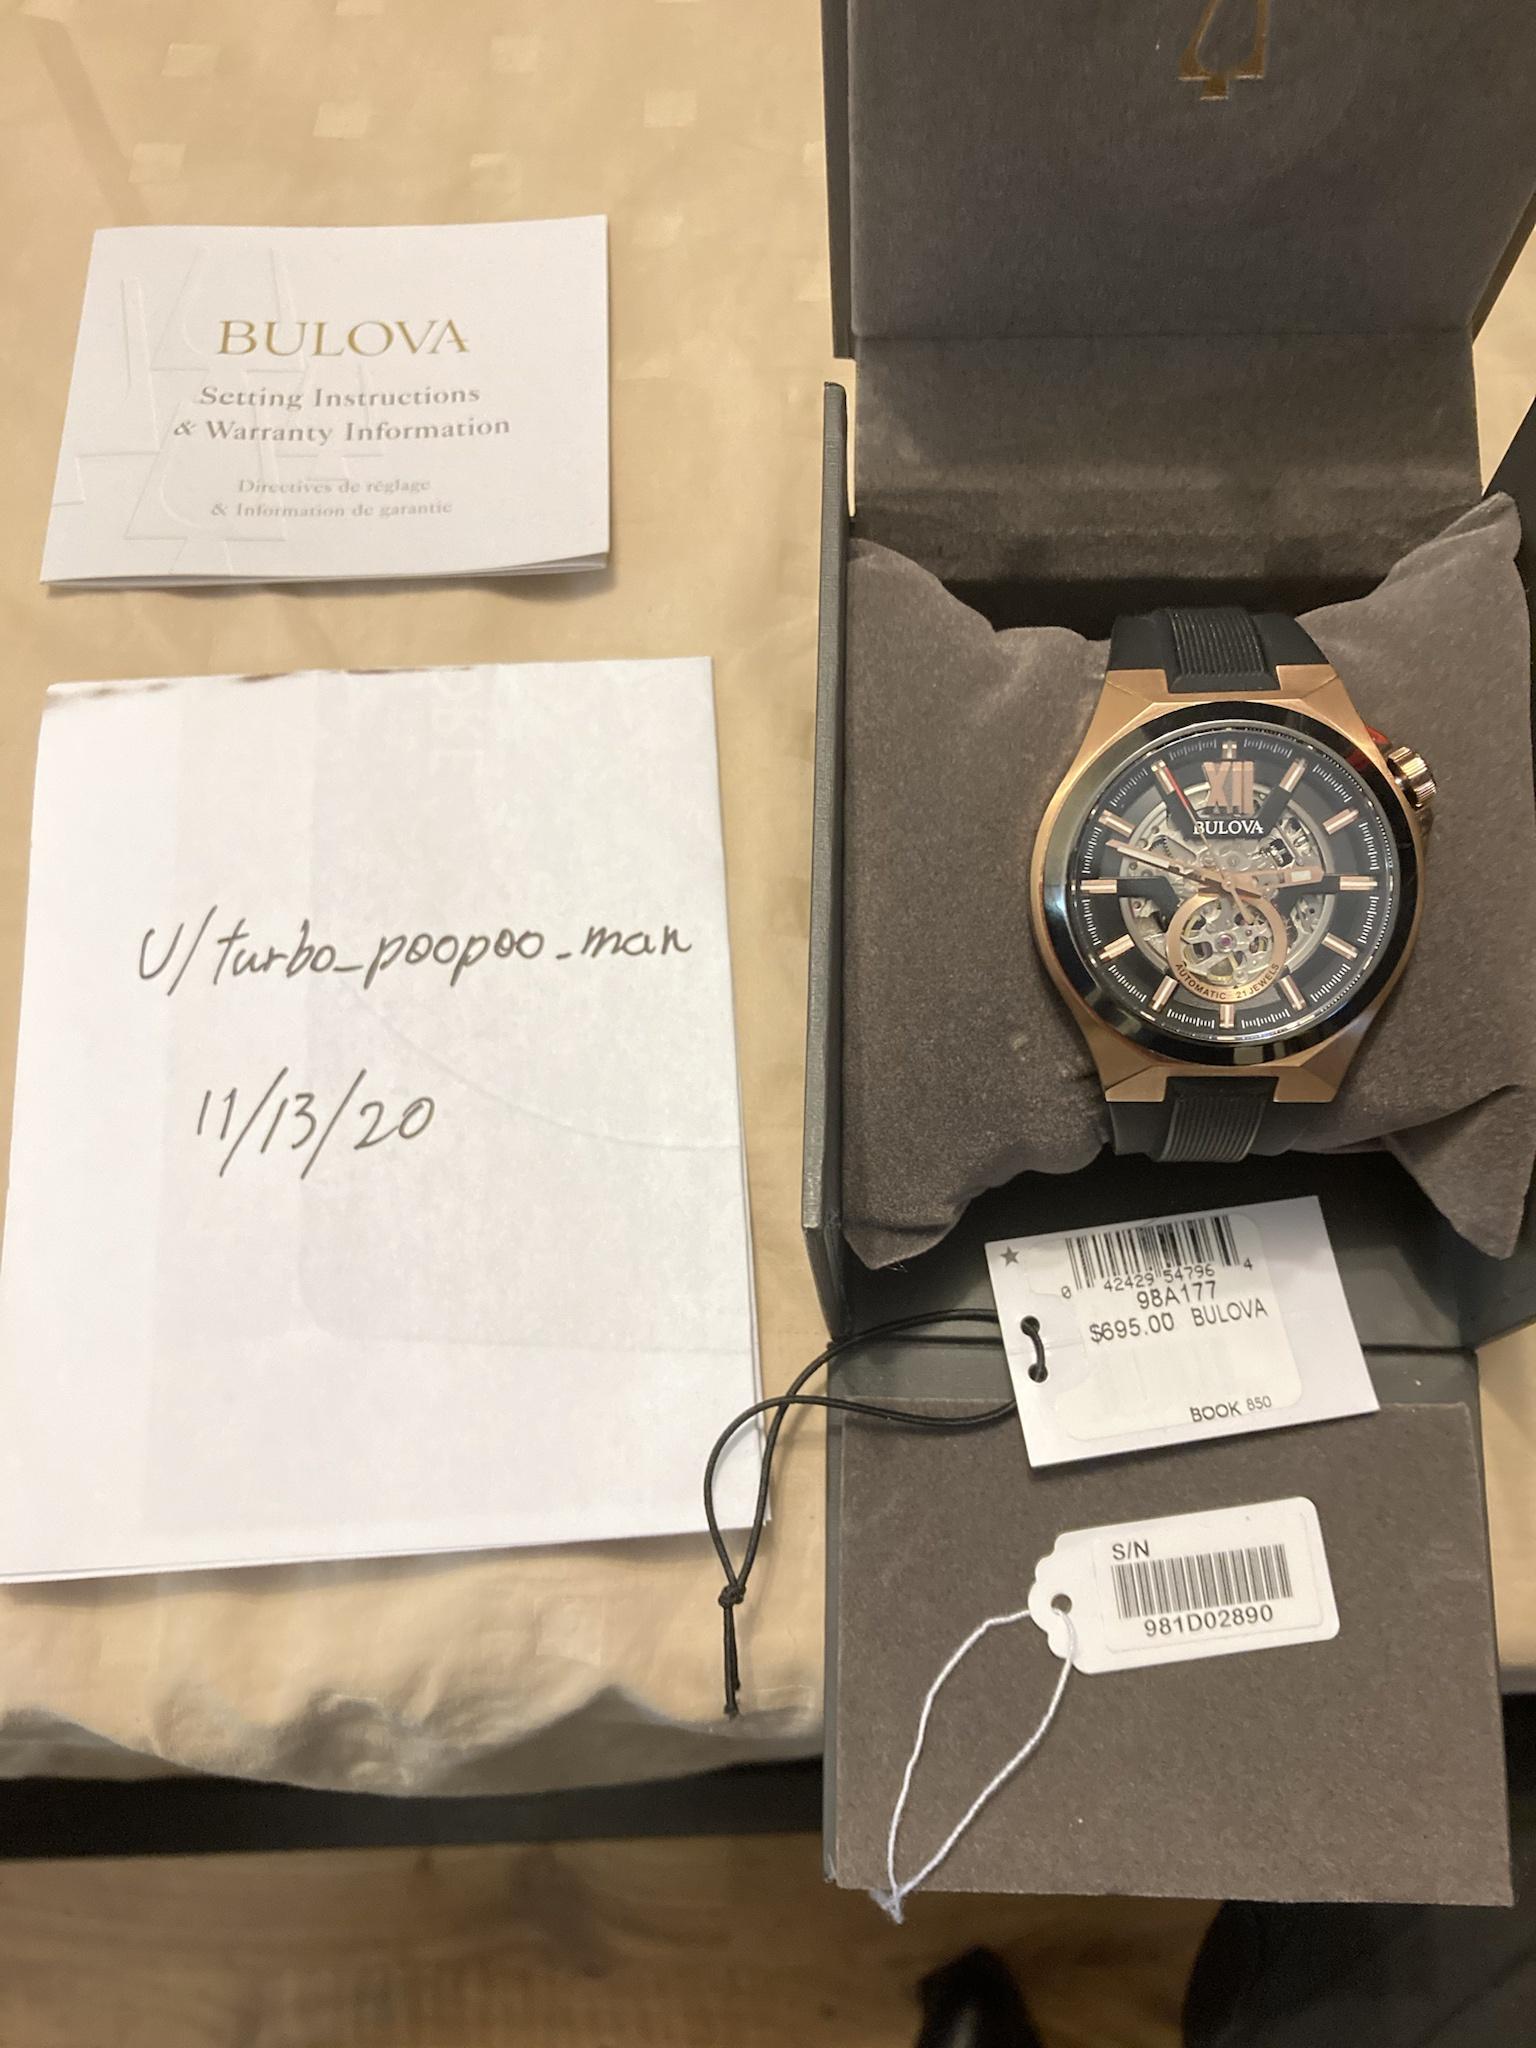 BULOVA
Setting Instructions
& Warranty Information
Directives de réglage
& Information de garantie
U/turbo_poopoo_man
11/13/20
XII
BULOVA
AUTOMATIC 21 JEWELS
0 42429 54796 4
98A177
$695.00 BULOVA
BOOK 850
S/N
981D02890